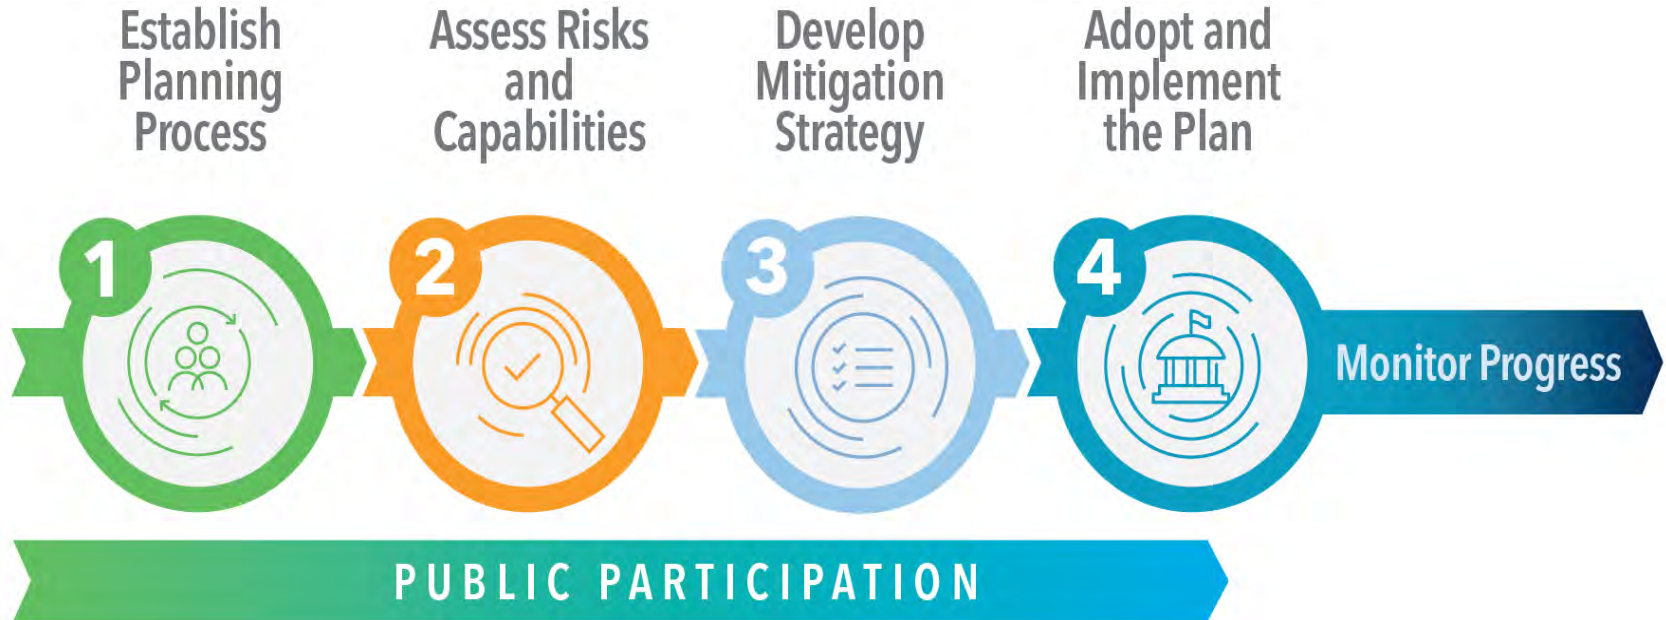 Establish
Planning
Process
Assess Risks
and
Capabilities
Develop
Mitigation
Strategy
Adopt and
Implement
the Plan
1
2
3
4
Monitor Progress
PUBLIC PARTICIPATION